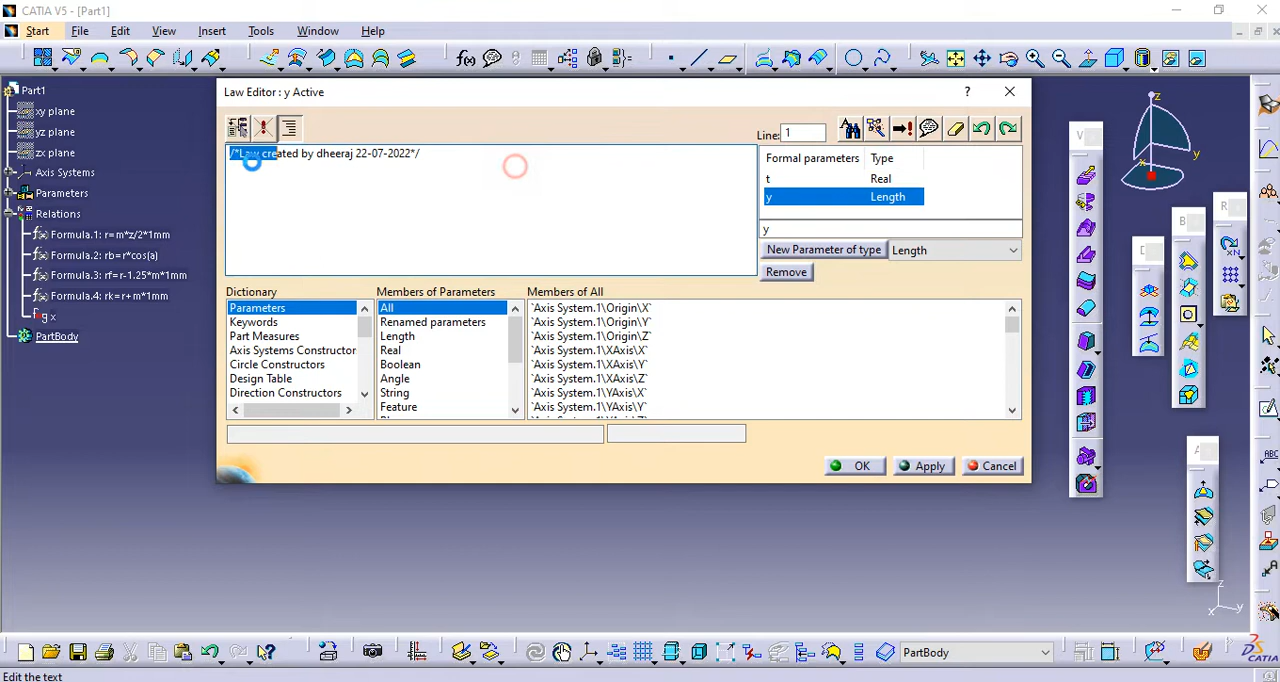 CATIA V5 - [Part1]
Start File Edit View Insert Tools Window Help
Part1
xy plane
yz plane
zx plane
Axis Systems
Parameters
Relations
Formula.1: r=m*z/2*1mm
Formula.2: rb=r*cos(a)
Formula.3: rf=r-1.25*m*1mm
Formula.4: rk=r+m*1mm
x
PartBody
Law Editor : y Active
?
Line: 1
/*Law created by dheeraj 22-07-2022*/
Formal parameters Type
t Real
y Length
y
New Parameter of type Length
Remove
Dictionary Members of Parameters Members of All
Parameters
Keywords
Part Measures
Axis Systems Constructor
Circle Constructors
Design Table
Direction Constructors
All
Renamed parameters
Length
Real
Boolean
Angle
String
Feature
`Axis System.1\Origin\X`
`Axis System.1\Origin\Y`
`Axis System.1\Origin\Z`
`Axis System.1\XAxis\X`
`Axis System.1\XAxis\Y`
`Axis System.1\XAxis\Z`
`Axis System.1\YAxis\X`
`Axis System.1\YAxis\Y`
OK Apply Cancel
V
D
B
R
A
z
y
x
z
x y
PartBody
CATIA
Edit the text